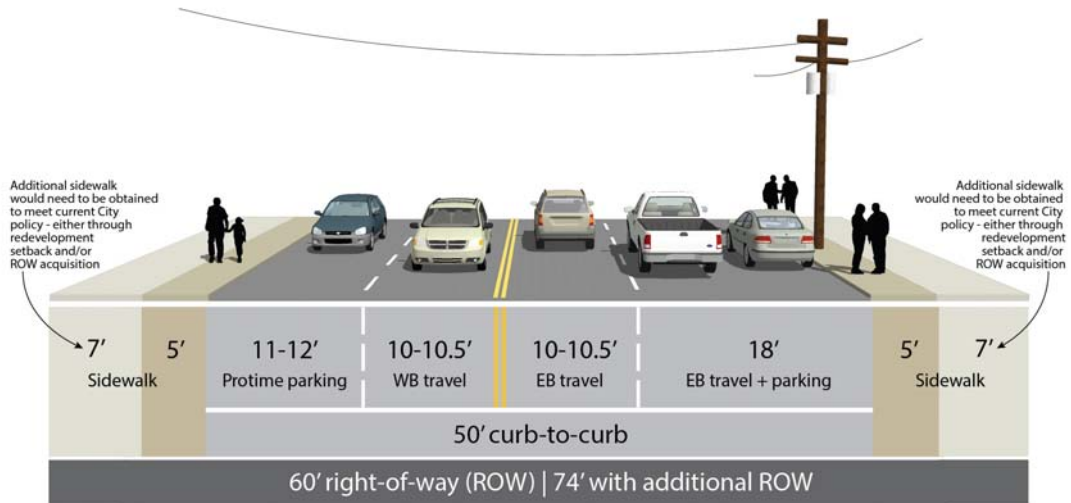 Additional sidewalk
would need to be obtained
to meet current City
policy - either through
redevelopment
setback and/or
ROW acquisition
Additional sidewalk
would need to be obtained
to meet current City
policy - either through
redevelopment
setback and/or
ROW acquisition
7’ 5’ 11-12’ 10-10.5’ 10-10.5’ 18’ 5’ 7’
Sidewalk Protime parking WB travel EB travel EB travel + parking Sidewalk
50’ curb-to-curb
60’ right-of-way (ROW) | 74’ with additional ROW